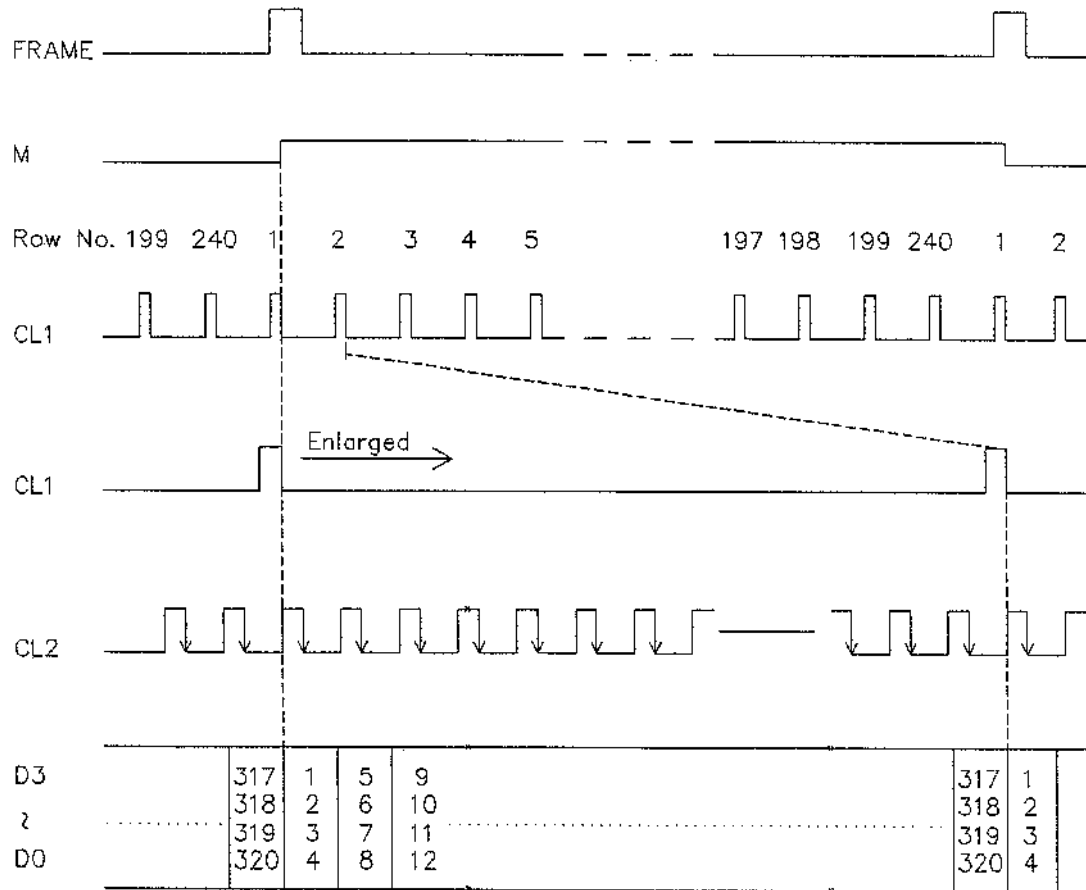 FRAME
M
Row No. 199 240 1 2 3 4 5 197 198 199 240 1 2
CL1
Enlarged
CL1
CL2
D3 317 1 5 9 317 1
318 2 6 10 318 2
~ 319 3 7 11 319 3
D0 320 4 8 12 320 4